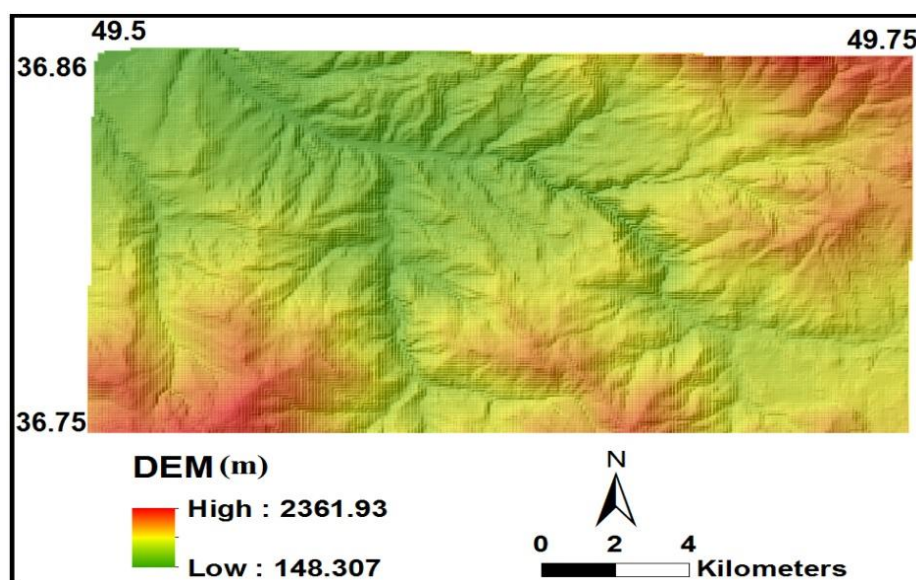 49.5 49.75
36.86
36.75
DEM (m)
High : 2361.93
Low : 148.307
N
0 2 4
Kilometers